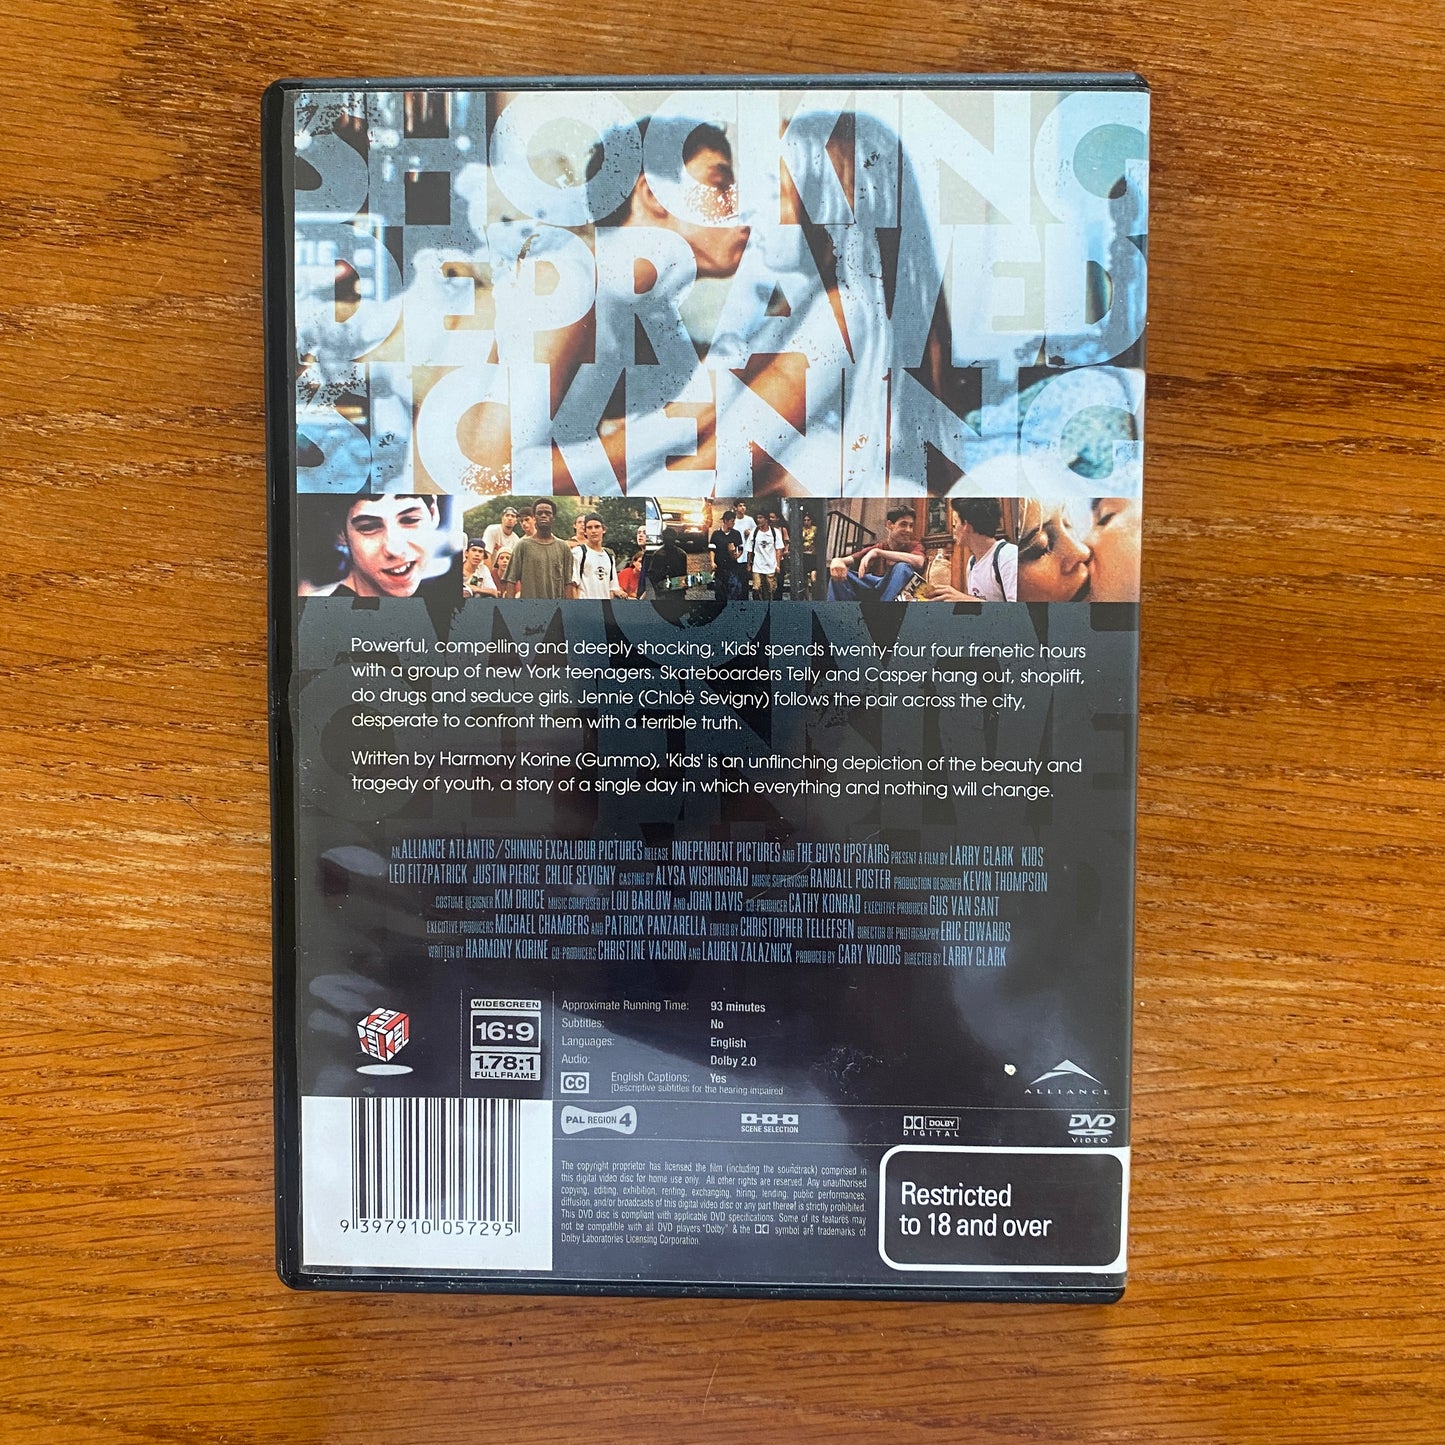 SHOCKING
DEPRAVED
SICKENING
AMORAL
OFFENSIVE
Powerful, compelling and deeply shocking, 'Kids' spends twenty-four four frenetic hours
with a group of new York teenagers. Skateboarders Telly and Casper hang out, shoplift,
do drugs and seduce girls. Jennie (Chloë Sevigny) follows the pair across the city,
desperate to confront them with a terrible truth.
Written by Harmony Korine (Gummo), 'Kids' is an unflinching depiction of the beauty and
tragedy of youth, a story of a single day in which everything and nothing will change.
AN ALLIANCE ATLANTIS/SHINING EXCALIBUR PICTURES RELEASE INDEPENDENT PICTURES AND THE GUYS UPSTAIRS PRESENT A FILM BY LARRY CLARK KIDS
LEO FITZPATRICK JUSTIN PIERCE CHLOE SEVIGNY CASTING BY ALYSA WISHINGRAD MUSIC SUPERVISOR RANDALL POSTER PRODUCTION DESIGNER KEVIN THOMPSON
COSTUME DESIGNER KIM DRUCE MUSIC COMPOSED BY LOU BARLOW AND JOHN DAVIS CO-PRODUCER CATHY KONRAD EXECUTIVE PRODUCER GUS VAN SANT
EXECUTIVE PRODUCERS MICHAEL CHAMBERS AND PATRICK PANZARELLA EDITED BY CHRISTOPHER TELLEFSEN DIRECTOR OF PHOTOGRAPHY ERIC EDWARDS
WRITTEN BY HARMONY KORINE CO-PRODUCERS CHRISTINE VACHON AND LAUREN ZALAZNICK PRODUCED BY CARY WOODS DIRECTED BY LARRY CLARK
WIDESCREEN
16:9
1.78:1
FULLFRAME
Approximate Running Time: 93 minutes
Subtitles: No
Languages: English
Audio: Dolby 2.0
CC English Captions: Yes
[Descriptive subtitles for the hearing impaired
ALLIANCE
PAL REGION 4
SCENE SELECTION
DOLBY
DIGITAL
DVD
VIDEO
The copyright proprietor has licensed the film (including the soundtrack) comprised in
this digital video disc for home use only. All other rights are reserved. Any unauthorised
copying, editing, exhibition, renting, exchanging, hiring, lending, public performances,
diffusion, and/or broadcasts of this digital video disc or any part thereof is strictly prohibited.
This DVD disc is compliant with applicable DVD specifications. Some of its features may
not be compatible with all DVD players "Dolby" & the symbol are trademarks of
Dolby Laboratories Licensing Corporation.
Restricted
to 18 and over
9 397910 057295